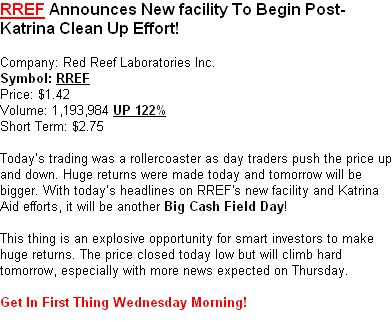 RREF Announces New facility To Begin Post-
Katrina Clean Up Effort!
Company: Red Reef Laboratories Inc.
Symbol: RREF
Price: $1.42
Volume: 1,193,984 UP 122%
Short Term: $2.75
Today's trading was a rollercoaster as day traders push the price up
and down. Huge returns were made today and tomorrow will be
bigger. With today's headlines on RREF's new facility and Katrina
Aid efforts, it will be another Big Cash Field Day!
This thing is an explosive opportunity for smart investors to make
huge returns. The price closed today low but will climb hard
tomorrow, especially with more news expected on Thursday.
Get In First Thing Wednesday Morning!